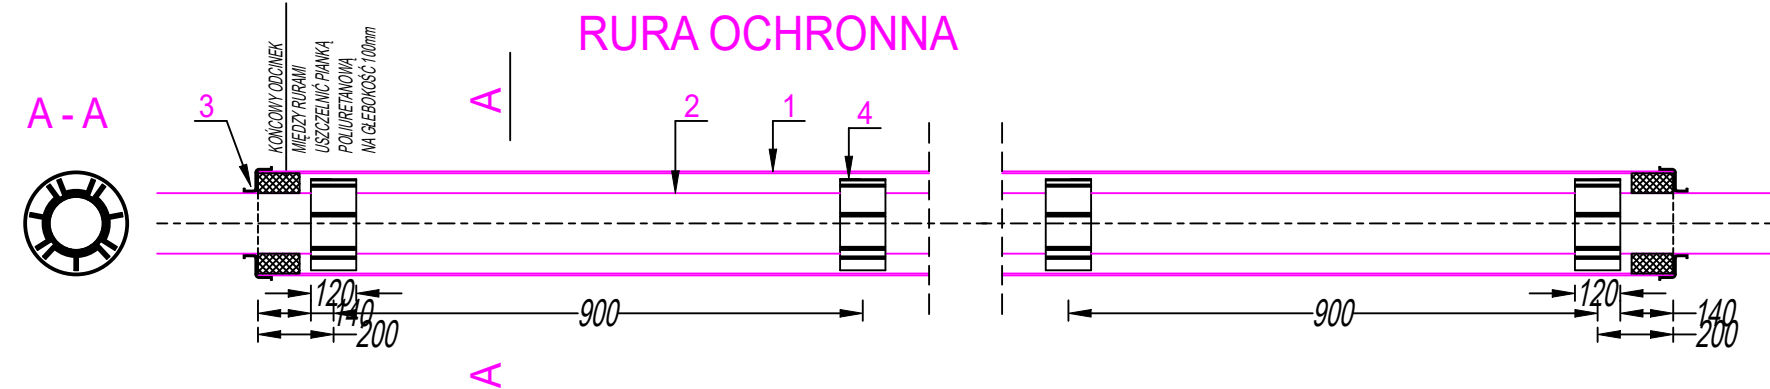 RURA OCHRONNA
A - A
3
KOŃCOWY ODCINEK
MIĘDZY RURAMI
USZCZELNIĆ PIANKĄ
POLIURETANOWĄ
NA GŁEBOKOŚĆ 100mm
A
2
1
4
120
140
200
900
900
120
140
200
A